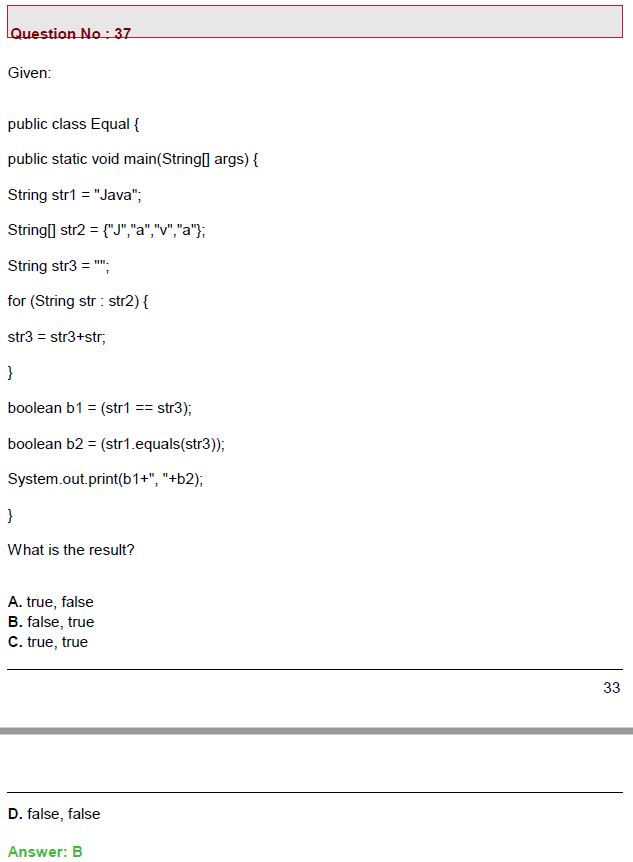 Question No : 37
Given:
public class Equal {
public static void main(String[] args) {
String str1 = "Java";
String[] str2 = {"J","a","v","a"};
String str3 = "";
for (String str : str2) {
str3 = str3+str;
}
boolean b1 = (str1 == str3);
boolean b2 = (str1.equals(str3));
System.out.print(b1+", "+b2);
}
What is the result?
A. true, false
B. false, true
C. true, true
33
D. false, false
Answer: B